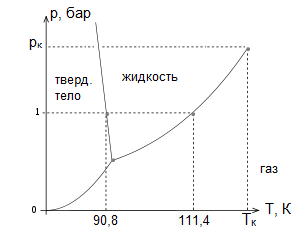 p, бар
pк
тверд.
тело
жидкость
1
газ
0
90,8
111,4
Tк
T, К